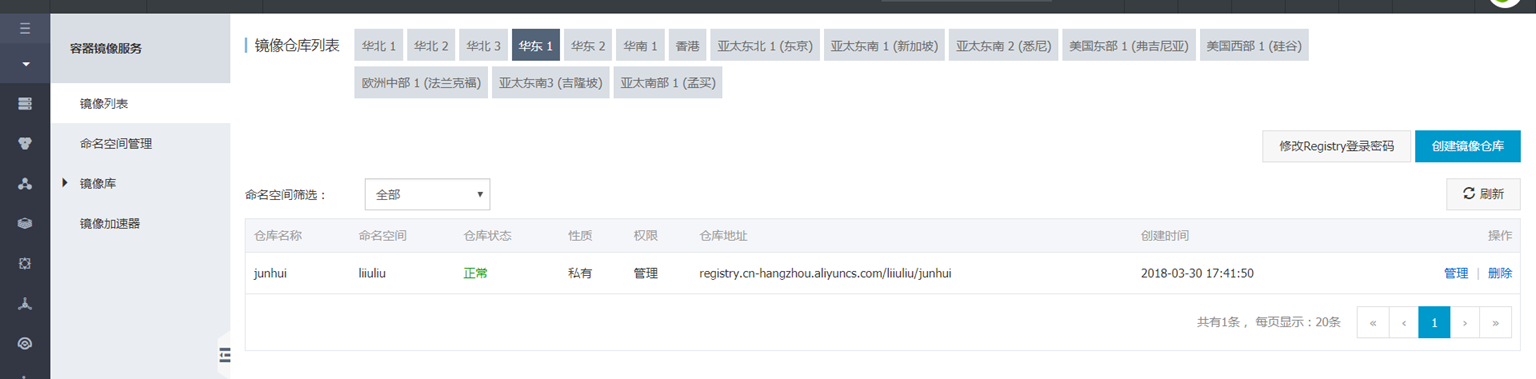 容器镜像服务
镜像列表
命名空间管理
镜像库
镜像加速器
镜像仓库列表 华北 1 华北 2 华北 3 华东 1 华东 2 华南 1 香港 亚太东北 1 (东京) 亚太东南 1 (新加坡) 亚太东南 2 (悉尼) 美国东部 1 (弗吉尼亚) 美国西部 1 (硅谷)
欧洲中部 1 (法兰克福) 亚太东南3 (吉隆坡) 亚太南部 1 (孟买)
修改Registry登录密码 创建镜像仓库
命名空间筛选： 全部 刷新
仓库名称 命名空间 仓库状态 性质 权限 仓库地址 创建时间 操作
junhui liiuliu 正常 私有 管理 registry.cn-hangzhou.aliyuncs.com/liiuliu/junhui 2018-03-30 17:41:50 管理 | 删除
共有1条， 每页显示：20条 « ‹ 1 › »